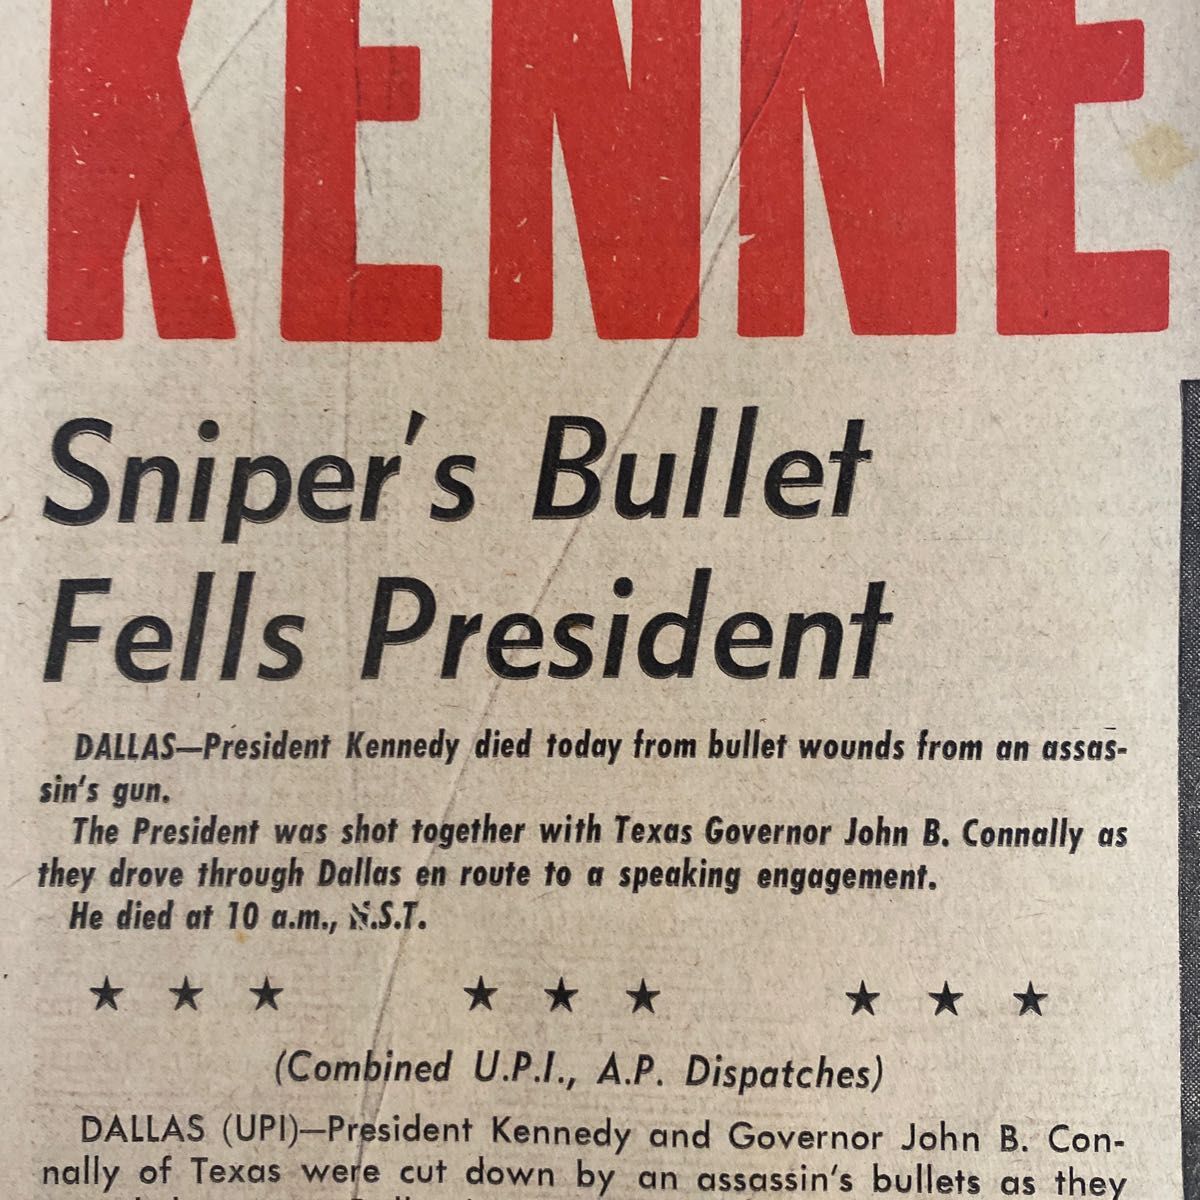 KENNE
Sniper's Bullet
Fells President
DALLAS—President Kennedy died today from bullet wounds from an assas-
sin's gun.
The President was shot together with Texas Governor John B. Connally as
they drove through Dallas en route to a speaking engagement.
He died at 10 a.m., N.S.T.
★ ★ ★ ★ ★ ★ ★ ★ ★
(Combined U.P.I., A.P. Dispatches)
DALLAS (UPI)—President Kennedy and Governor John B. Con-
nally of Texas were cut down by an assassin's bullets as they